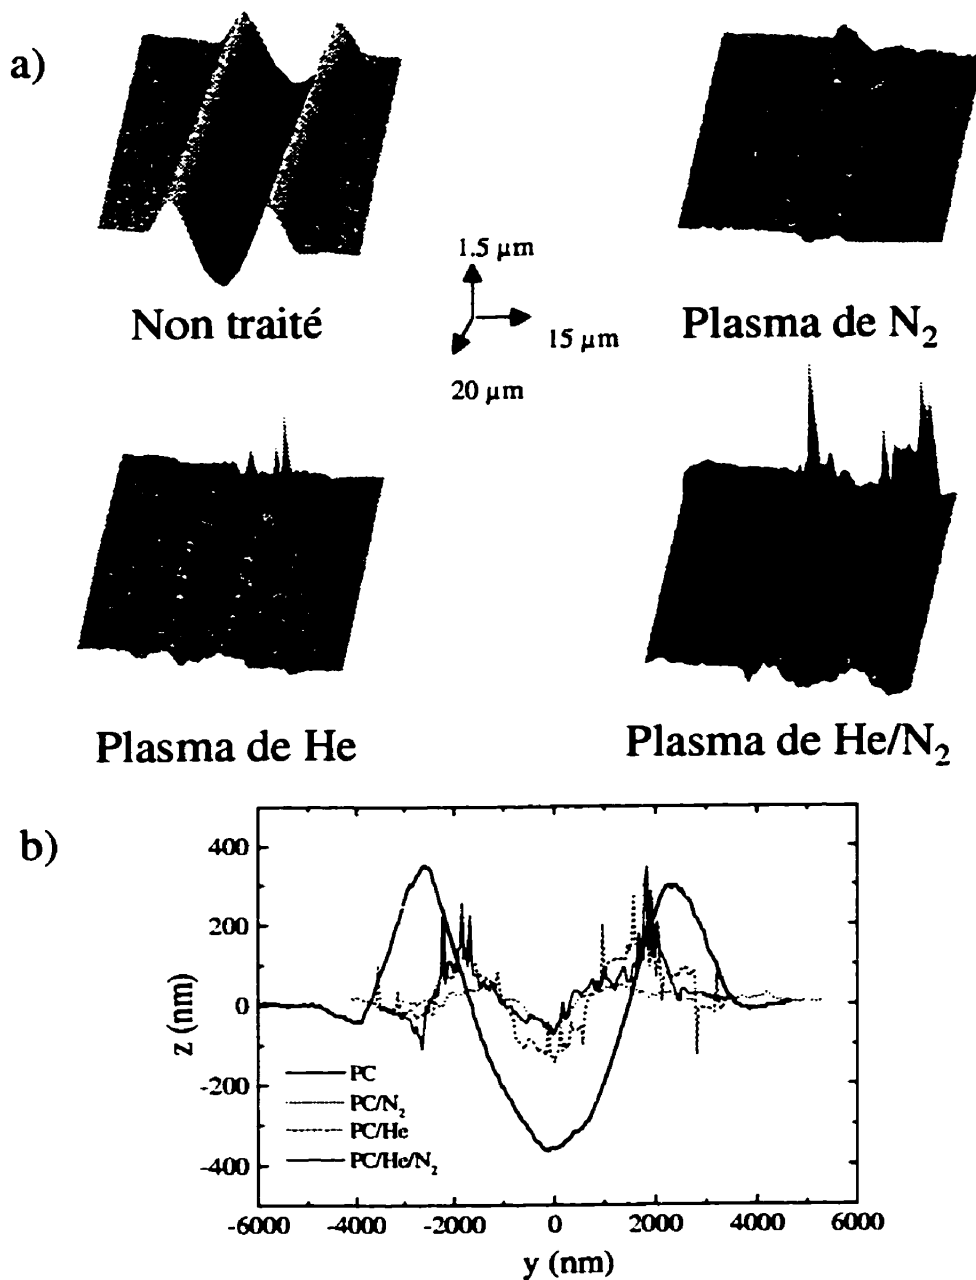 a)
Non traité
Plasma de N₂
1.5 µm
15 µm
20 µm
Plasma de He
Plasma de He/N₂
b)
z (nm)
400
200
0
-200
-400
PC
PC/N₂
PC/He
PC/He/N₂
-6000 -4000 -2000 0 2000 4000 6000
y (nm)